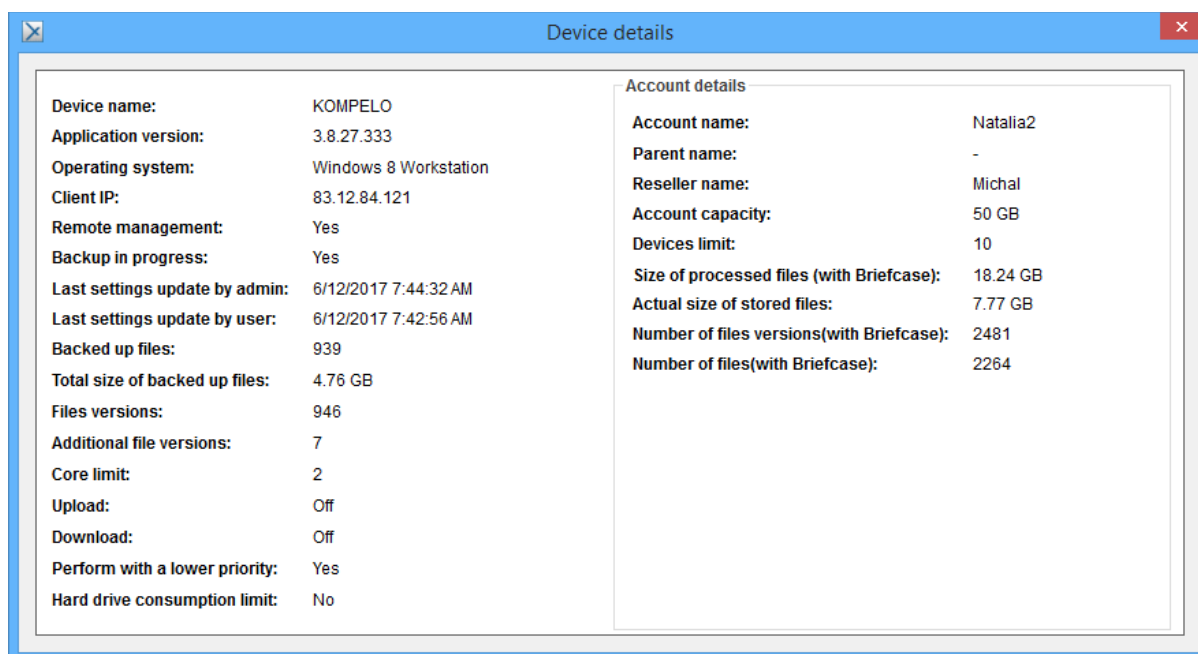 Device details
Device name: KOMPELO
Application version: 3.8.27.333
Operating system: Windows 8 Workstation
Client IP: 83.12.84.121
Remote management: Yes
Backup in progress: Yes
Last settings update by admin: 6/12/2017 7:44:32 AM
Last settings update by user: 6/12/2017 7:42:56 AM
Backed up files: 939
Total size of backed up files: 4.76 GB
Files versions: 946
Additional file versions: 7
Core limit: 2
Upload: Off
Download: Off
Perform with a lower priority: Yes
Hard drive consumption limit: No
Account details
Account name: Natalia2
Parent name: -
Reseller name: Michal
Account capacity: 50 GB
Devices limit: 10
Size of processed files (with Briefcase): 18.24 GB
Actual size of stored files: 7.77 GB
Number of files versions(with Briefcase): 2481
Number of files(with Briefcase): 2264